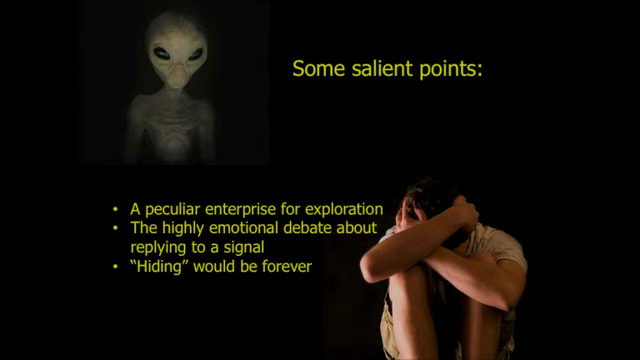 Some salient points:
• A peculiar enterprise for exploration
• The highly emotional debate about
replying to a signal
• “Hiding” would be forever